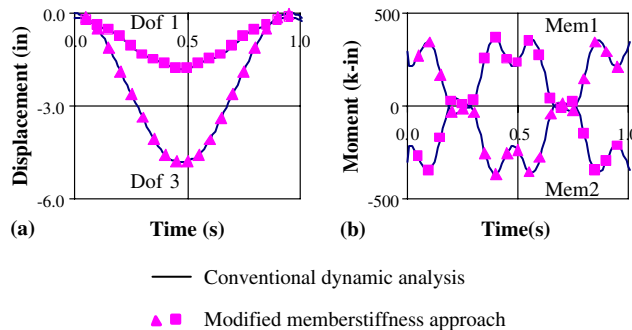 Displacement (in)
0.0
-3.0
-6.0
0.0
0.5
1.0
Dof 1
Dof 3
(a)
Time (s)
Moment (k-in)
500
0
-500
0.0
0.5
1.0
Mem1
Mem2
(b)
Time(s)
Conventional dynamic analysis
Modified memberstiffness approach